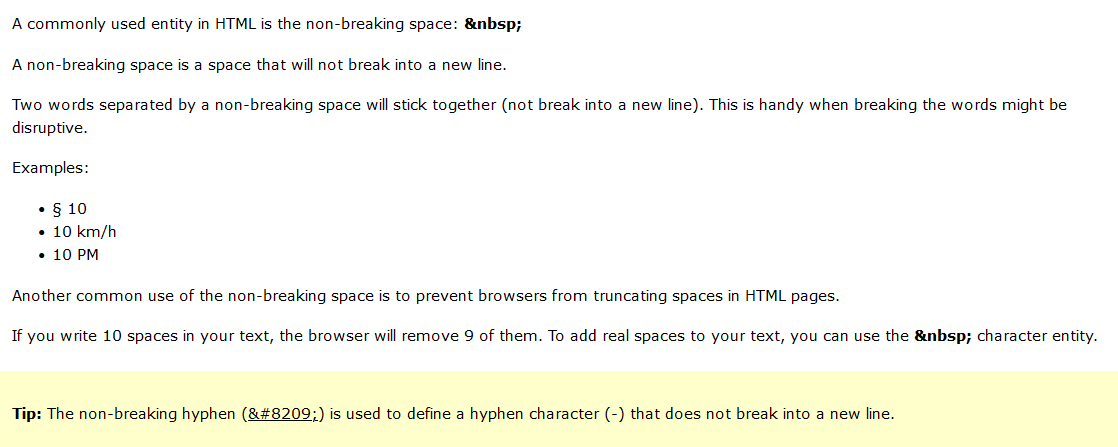 A commonly used entity in HTML is the non-breaking space: &nbsp;
A non-breaking space is a space that will not break into a new line.
Two words separated by a non-breaking space will stick together (not break into a new line). This is handy when breaking the words might be
disruptive.
Examples:
• § 10
• 10 km/h
• 10 PM
Another common use of the non-breaking space is to prevent browsers from truncating spaces in HTML pages.
If you write 10 spaces in your text, the browser will remove 9 of them. To add real spaces to your text, you can use the &nbsp; character entity.
Tip: The non-breaking hyphen (&#8209;) is used to define a hyphen character (‑) that does not break into a new line.